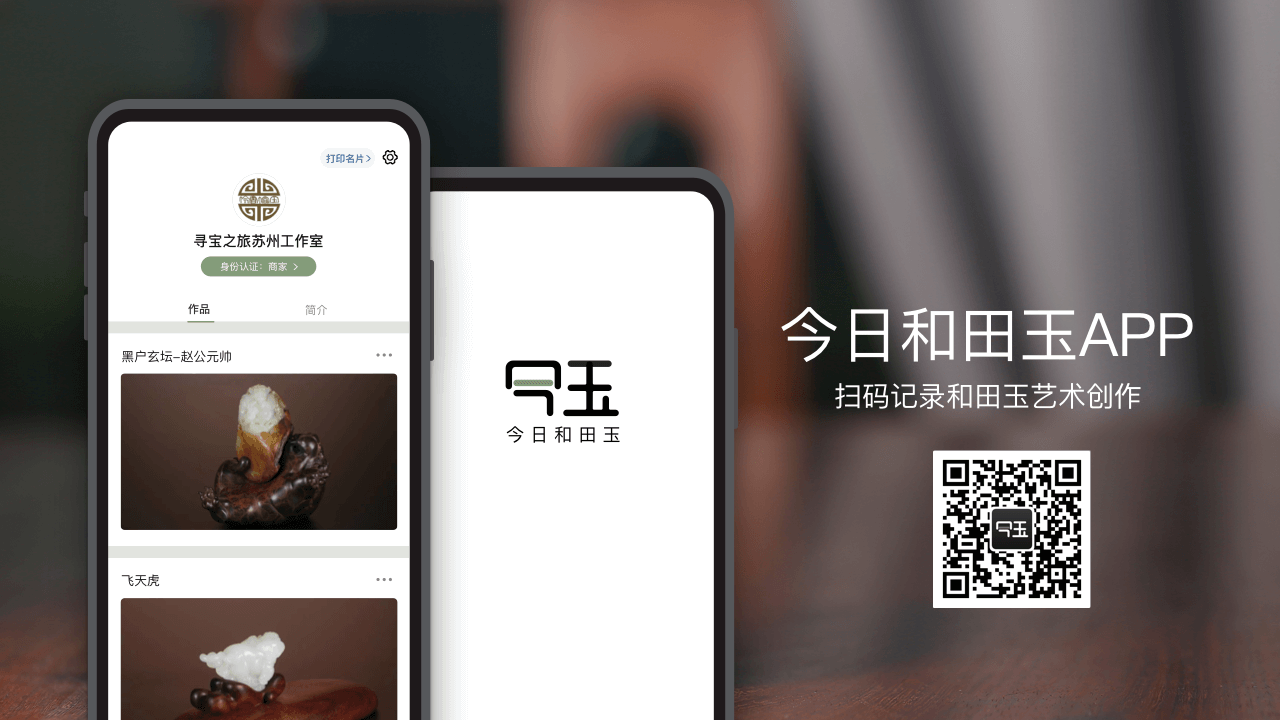 打印名片>
寻宝之旅苏州工作室
身份认证：商家 >
作品
简介
黑户玄坛-赵公元帅
飞天虎
今玉
今日和田玉
今日和田玉APP
扫码记录和田玉艺术创作
今玉